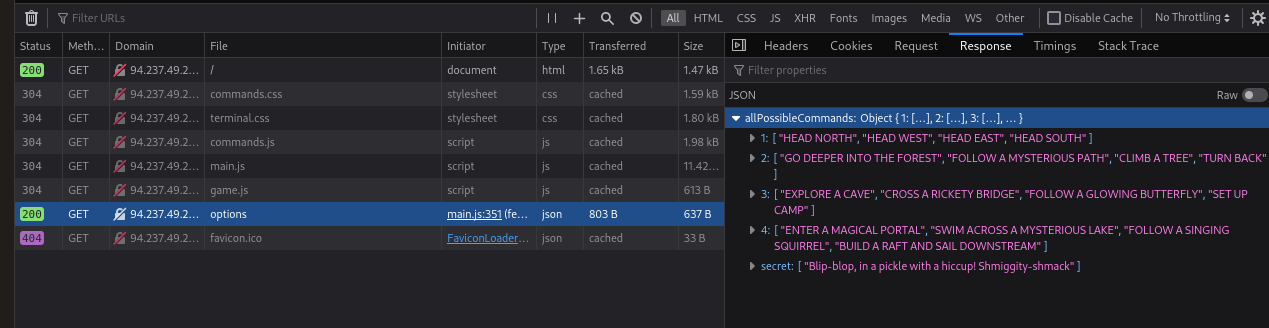 Filter URLs All HTML CSS JS XHR Fonts Images Media WS Other Disable Cache No Throttling
Status Meth... Domain File Initiator Type Transferred Size
200 GET 94.237.49.2... / document html 1.65 kB 1.47 kB
304 GET 94.237.49.2... commands.css stylesheet css cached 1.59 kB
304 GET 94.237.49.2... terminal.css stylesheet css cached 1.80 kB
304 GET 94.237.49.2... commands.js script js cached 1.98 kB
304 GET 94.237.49.2... main.js script js cached 11.42...
304 GET 94.237.49.2... game.js script js cached 613 B
200 GET 94.237.49.2... options main.js:351 (fe... json 803 B 637 B
404 GET 94.237.49.2... favicon.ico FaviconLoader... json cached 33 B
Headers Cookies Request Response Timings Stack Trace
Filter properties
JSON Raw
allPossibleCommands: Object { 1: […], 2: […], 3: […], … }
1: [ "HEAD NORTH", "HEAD WEST", "HEAD EAST", "HEAD SOUTH" ]
2: [ "GO DEEPER INTO THE FOREST", "FOLLOW A MYSTERIOUS PATH", "CLIMB A TREE", "TURN BACK"
]
3: [ "EXPLORE A CAVE", "CROSS A RICKETY BRIDGE", "FOLLOW A GLOWING BUTTERFLY", "SET UP
CAMP" ]
4: [ "ENTER A MAGICAL PORTAL", "SWIM ACROSS A MYSTERIOUS LAKE", "FOLLOW A SINGING
SQUIRREL", "BUILD A RAFT AND SAIL DOWNSTREAM" ]
secret: [ "Blip-blop, in a pickle with a hiccup! Shmiggity-shmack" ]